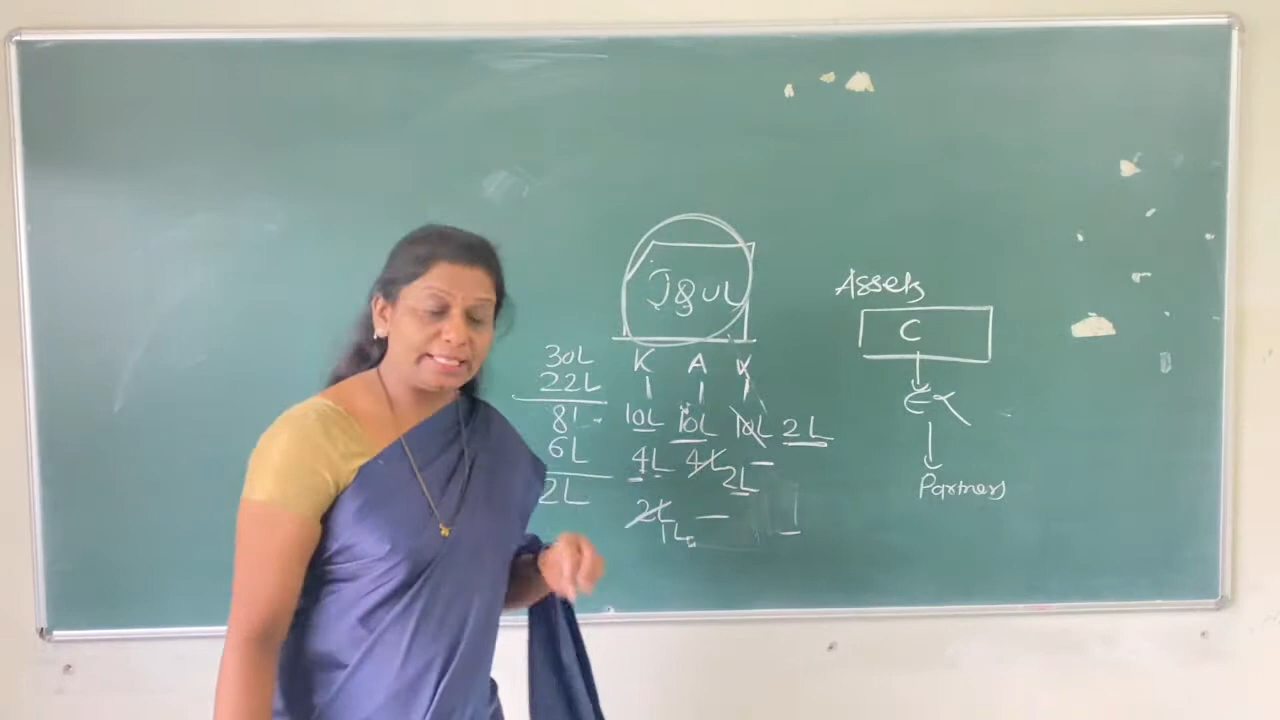 J&UL
30L K A V
22L
8L 10L 10L 10L 2L
6L 4L 4L — 2L
2L 2L —
1L
Assets
C
Partners